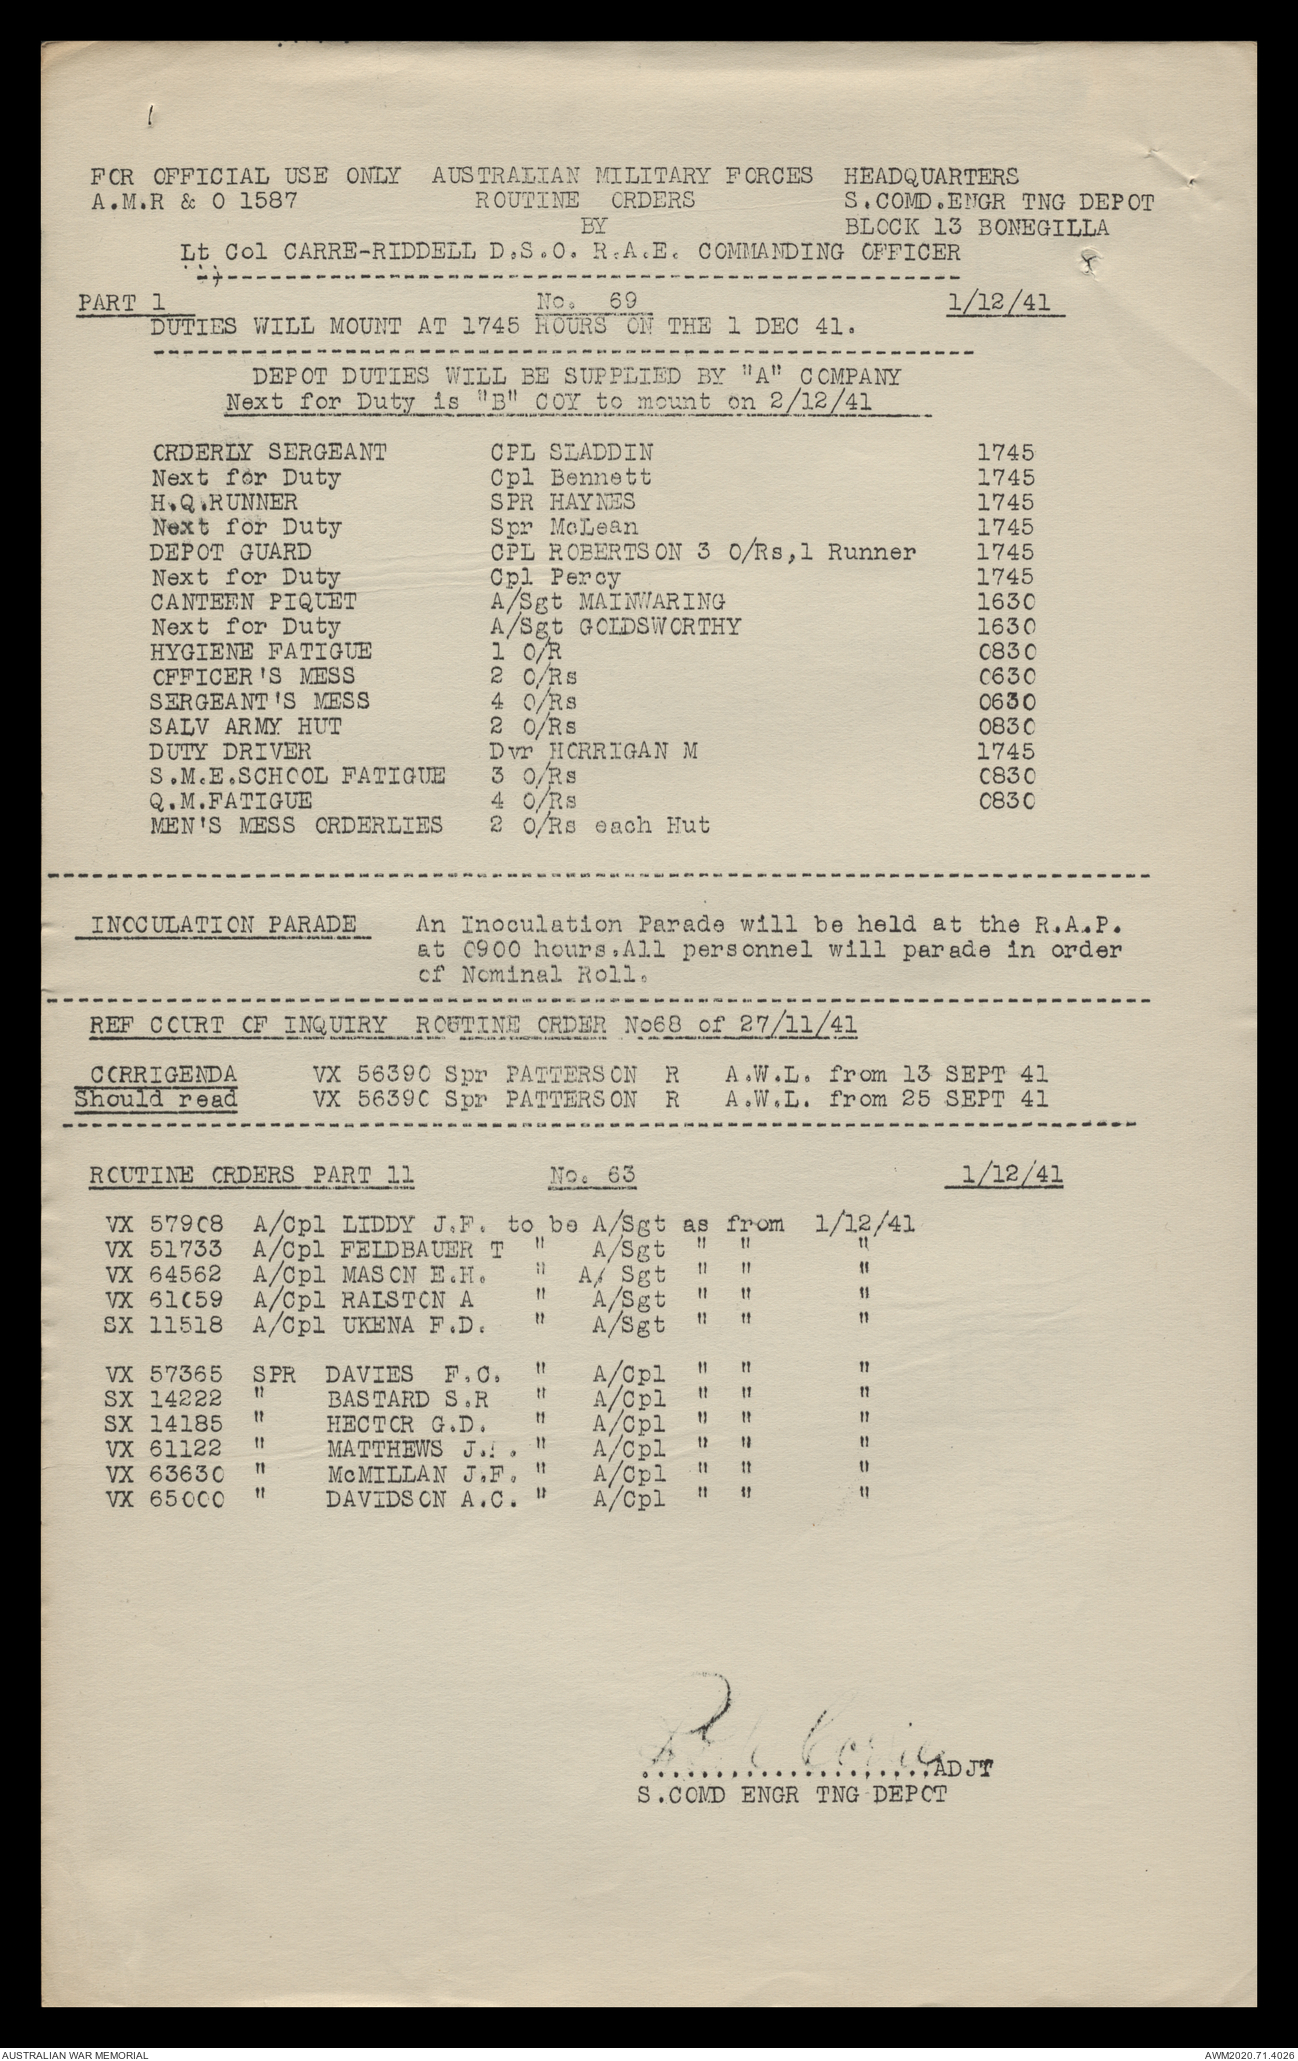 FOR OFFICIAL USE ONLY AUSTRALIAN MILITARY FORCES HEADQUARTERS
A.M.R & O 1587 ROUTINE ORDERS S.COMD.ENGR TNG DEPOT
BY BLOCK 13 BONEGILLA
Lt Col CARRE-RIDDELL D.S.O. R.A.E. COMMANDING OFFICER
PART 1 No. 69 1/12/41
DUTIES WILL MOUNT AT 1745 HOURS ON THE 1 DEC 41.
DEPOT DUTIES WILL BE SUPPLIED BY "A" COMPANY
Next for Duty is "B" COY to mount on 2/12/41
ORDERLY SERGEANT CPL SLADDIN 1745
Next for Duty Cpl Bennett 1745
H.Q.RUNNER SPR HAYNES 1745
Next for Duty Spr McLean 1745
DEPOT GUARD CPL ROBERTSON 3 O/Rs,1 Runner 1745
Next for Duty Cpl Percy 1745
CANTEEN PIQUET A/Sgt MAINWARING 1630
Next for Duty A/Sgt GOLDSWORTHY 1630
HYGIENE FATIGUE 1 O/R 0830
OFFICER'S MESS 2 O/Rs 0630
SERGEANT'S MESS 4 O/Rs 0630
SALV ARMY HUT 2 O/Rs 0830
DUTY DRIVER Dvr HORRIGAN M 1745
S.M.E.SCHOOL FATIGUE 3 O/Rs 0830
Q.M.FATIGUE 4 O/Rs 0830
MEN'S MESS ORDERLIES 2 O/Rs each Hut
INOCULATION PARADE An Inoculation Parade will be held at the R.A.P.
at 0900 hours.All personnel will parade in order
of Nominal Roll.
REF COURT OF INQUIRY ROUTINE ORDER No68 of 27/11/41
CORRIGENDA VX 56390 Spr PATTERSON R A.W.L. from 13 SEPT 41
Should read VX 56390 Spr PATTERSON R A.W.L. from 25 SEPT 41
ROUTINE ORDERS PART 11 No. 63 1/12/41
VX 57908 A/Cpl LIDDY J.F. to be A/Sgt as from 1/12/41
VX 51733 A/Cpl FELDBAUER T " A/Sgt " " "
VX 64562 A/Cpl MASON E.H. " A/ Sgt " " "
VX 61059 A/Cpl RALSTON A " A/Sgt " " "
SX 11518 A/Cpl UKENA F.D. " A/Sgt " " "
VX 57365 SPR DAVIES F.C. " A/Cpl " " "
SX 14222 " BASTARD S.R " A/Cpl " " "
SX 14185 " HECTOR G.D. " A/Cpl " " "
VX 61122 " MATTHEWS J. " A/Cpl " " "
VX 63630 " McMILLAN J.F. " A/Cpl " " "
VX 65000 " DAVIDSON A.C. " A/Cpl " " "
....................ADJT
S.COMD ENGR TNG DEPOT
AUSTRALIAN WAR MEMORIAL AWM2020.71.4026